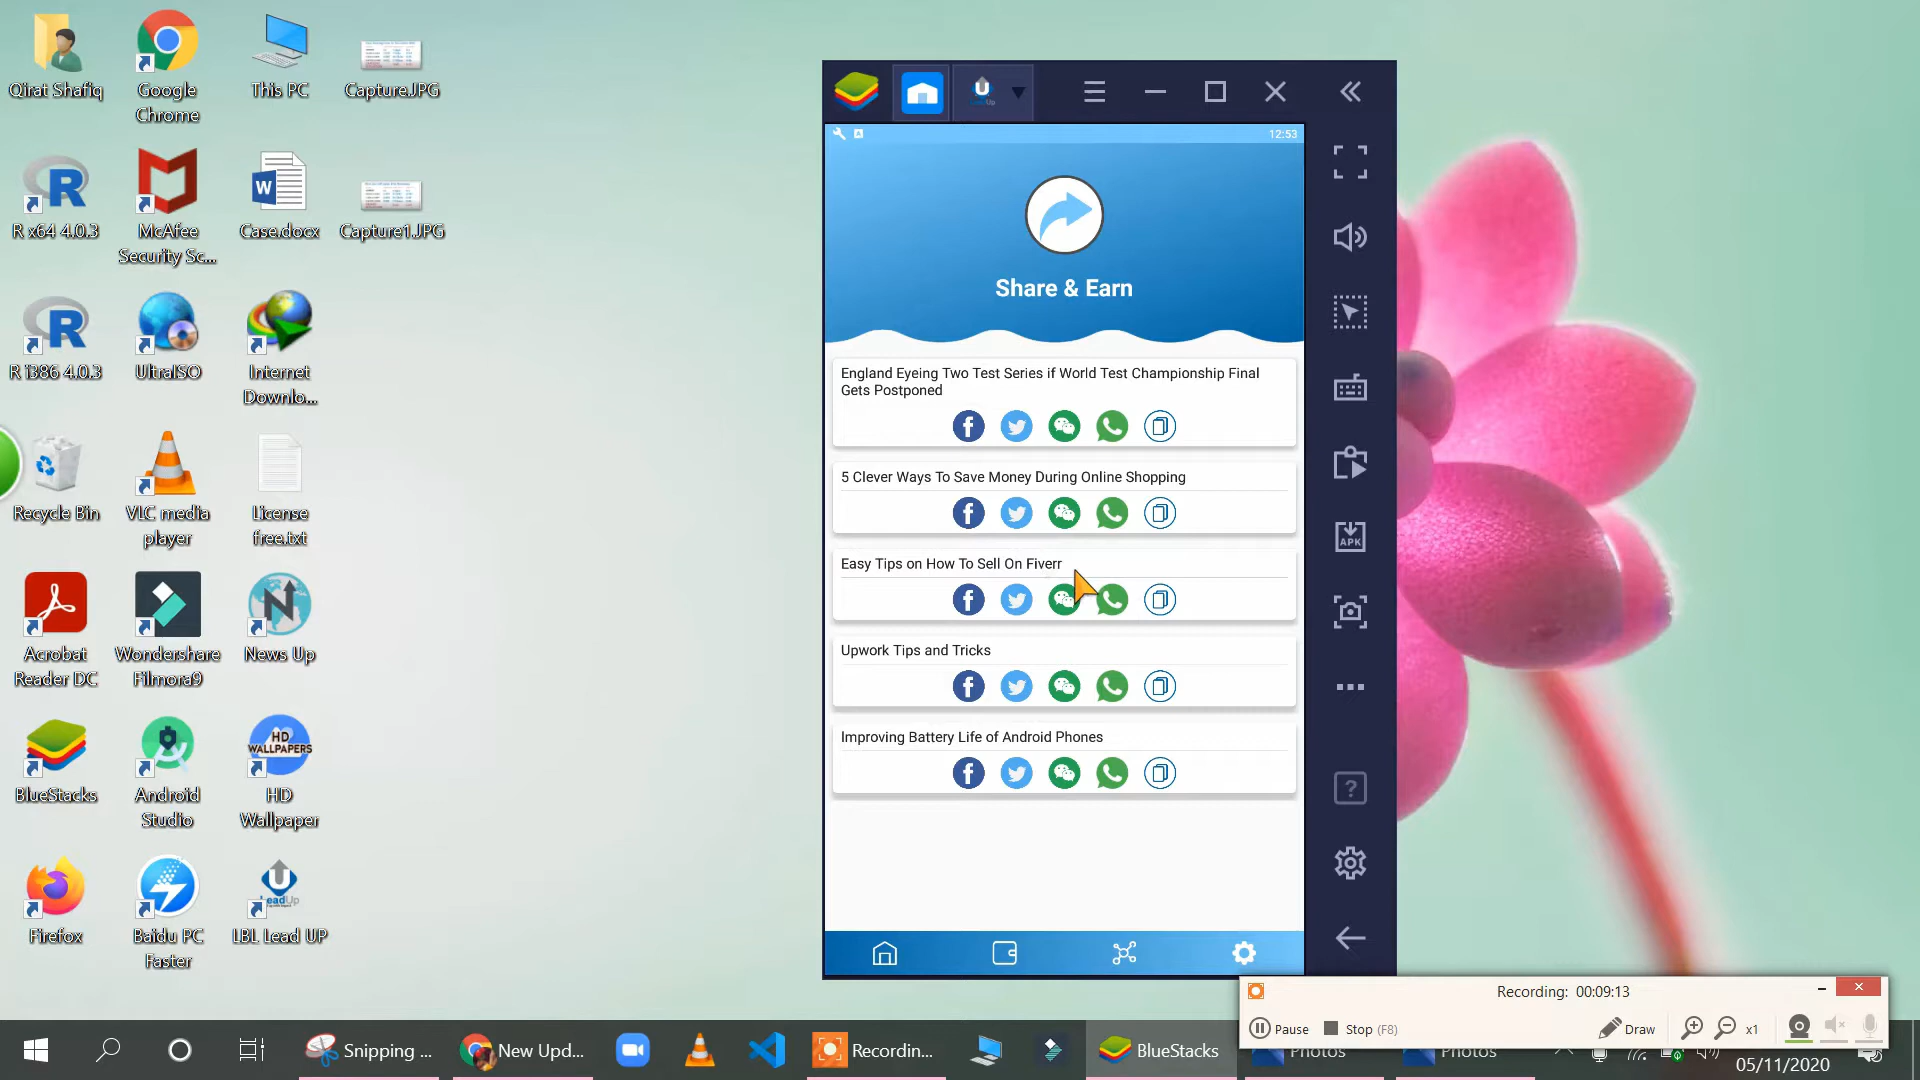 Qirat Shafiq
Google
Chrome
This PC
Capture.JPG
R x64 4.0.3
McAfee
Security Sc...
Case.docx
Capture1.JPG
R i386 4.0.3
UltraISO
Internet
Downlo...
Recycle Bin
VLC media
player
License
free.txt
Acrobat
Reader DC
Wondershare
Filmora9
News Up
BlueStacks
Android
Studio
HD
WALLPAPERS
HD
Wallpaper
Firefox
Baidu PC
Faster
LeadUp
LBL Lead UP
12:53
Share & Earn
England Eyeing Two Test Series if World Test Championship Final
Gets Postponed
5 Clever Ways To Save Money During Online Shopping
Easy Tips on How To Sell On Fiverr
Upwork Tips and Tricks
Improving Battery Life of Android Phones
APK
Recording: 00:09:13
Pause
Stop (F8)
Draw
x1
Snipping ...
New Upd...
Recordin...
BlueStacks
Photos
Photos
05/11/2020